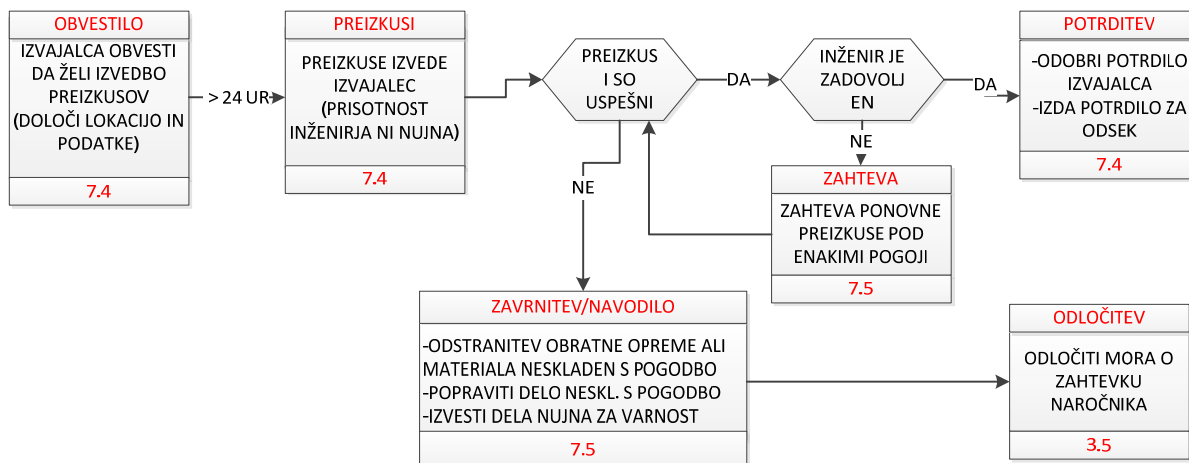 OBVESTILO
IZVAJALCA OBVESTI
DA ŽELI IZVEDBO
PREIZKUSOV
(DOLOČI LOKACIJO IN
PODATKE)
7.4
> 24 UR
PREIZKUSI
PREIZKUSE IZVEDE
IZVAJALEC
(PRISOTNOST
INŽENIRJA NI NUJNA)
7.4
PREIZKUS
I SO
USPEŠNI
DA
INŽENIR JE
ZADOVOLJ
EN
DA
POTRDITEV
-ODOBRI POTRDILO
IZVAJALCA
-IZDA POTRDILO ZA
ODSEK
7.4
NE
NE
ZAHTEVA
ZAHTEVA PONOVNE
PREIZKUSE POD
ENAKIMI POGOJI
7.5
ZAVRNITEV/NAVODILO
-ODSTRANITEV OBRATNE OPREME ALI
MATERIALA NESKLADEN S POGODBO
-POPRAVITI DELO NESKL. S POGODBO
-IZVESTI DELA NUJNA ZA VARNOST
7.5
ODLOČITEV
ODLOČITI MORA O
ZAHTEVKU
NAROČNIKA
3.5